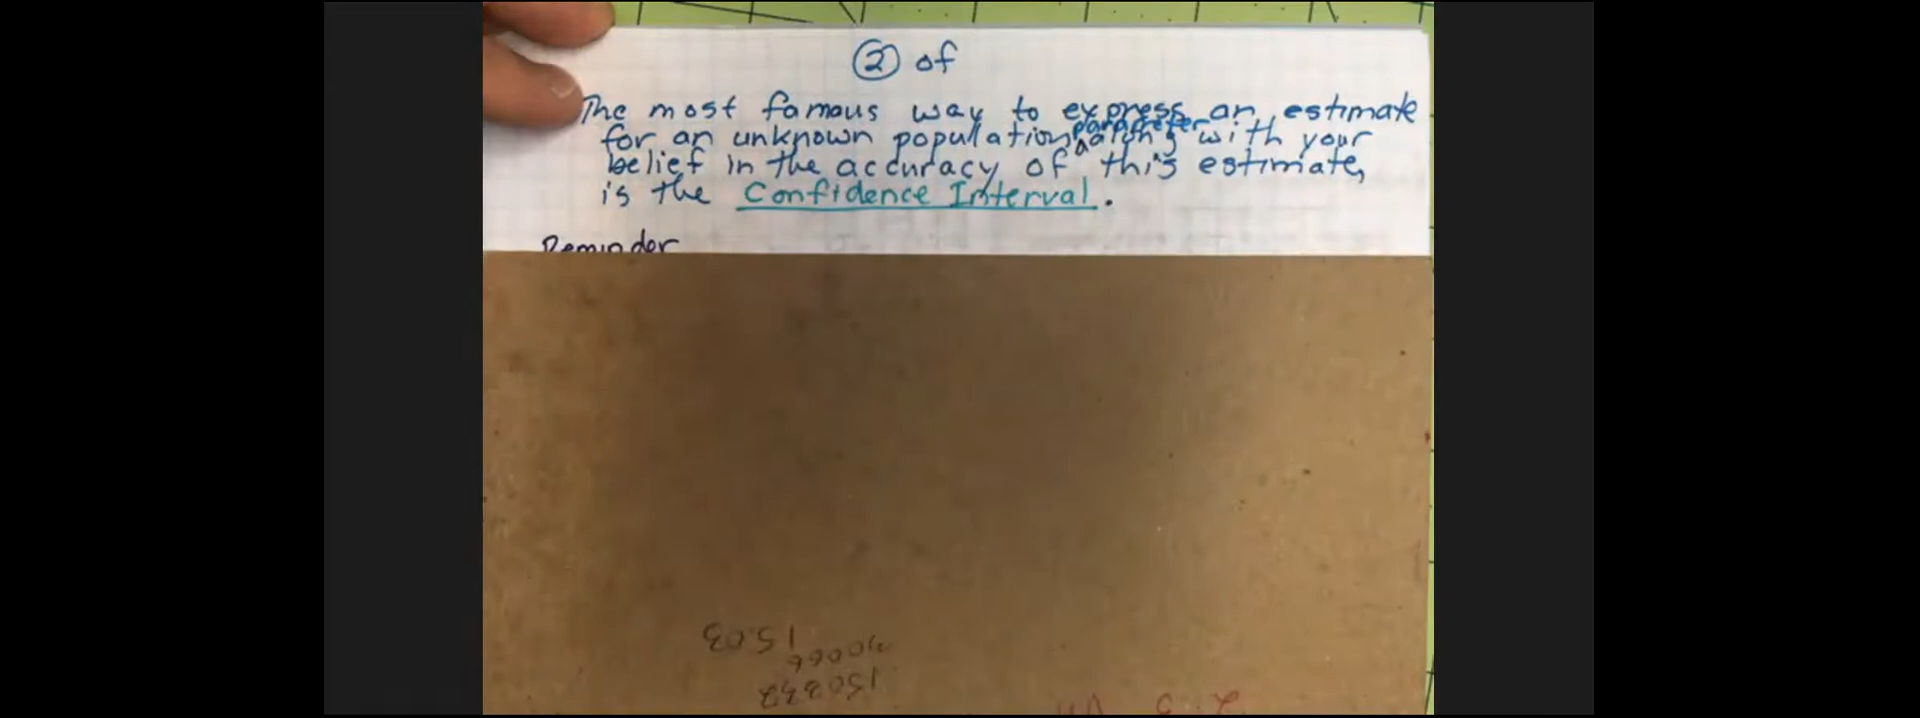 ② of
The most famous way to express an estimate
for an unknown population ^ parameter along with your
belief in the accuracy of this estimate,
is the Confidence Interval.
Reminder